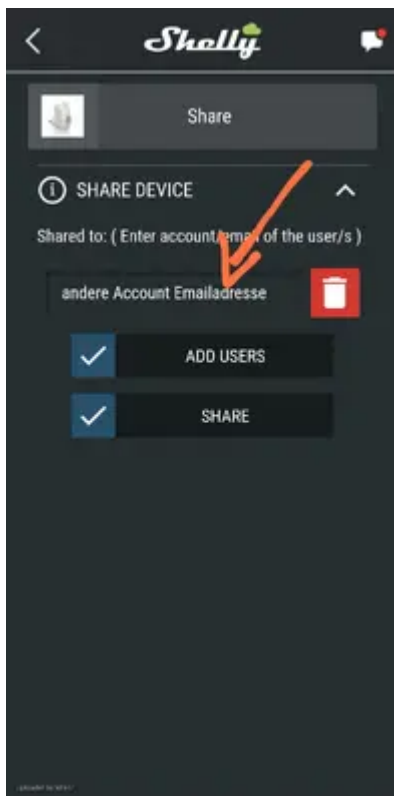 Shelly
Share
SHARE DEVICE
Shared to: ( Enter account/email of the user/s )
andere Account Emailadresse
ADD USERS
SHARE